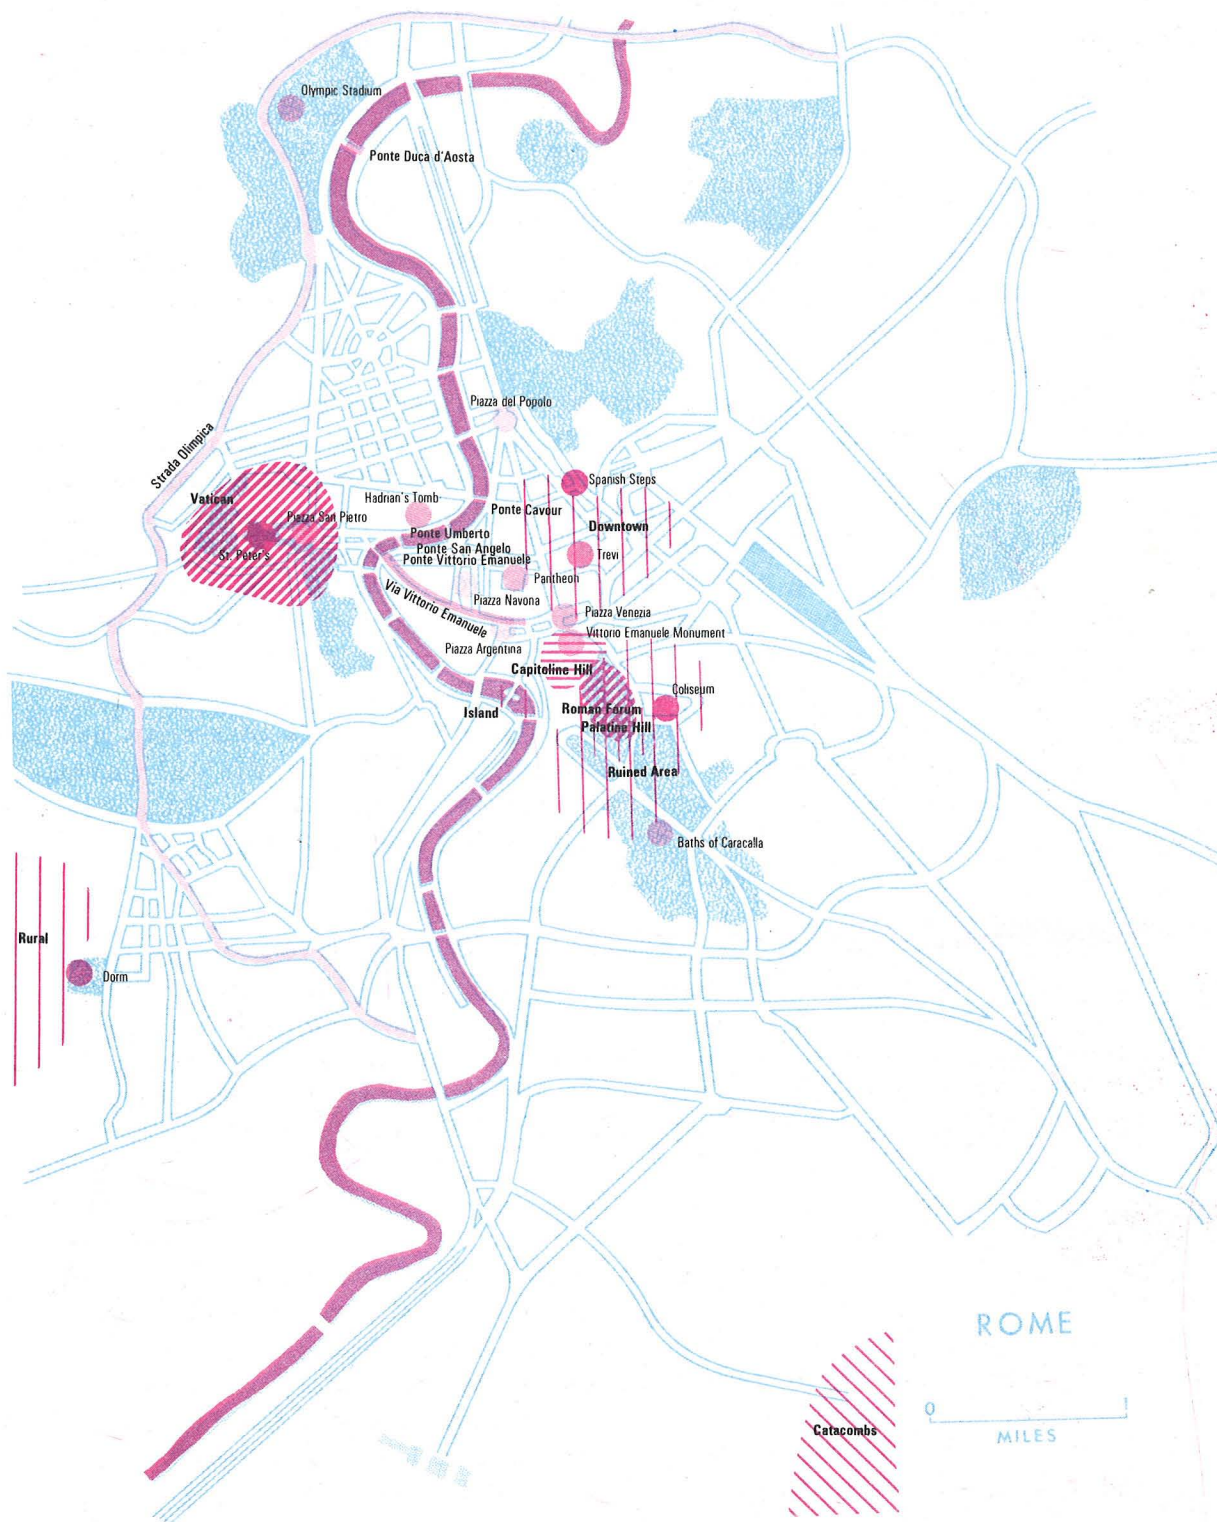 Olympic Stadium
Ponte Duca d'Aosta
Piazza del Popolo
Strada Olimpica
Spanish Steps
Vatican
Hadrian's Tomb
Ponte Cavour
Piazza San Pietro
Downtown
Ponte Umberto
St. Peter's
Ponte San Angelo
Trevi
Ponte Vittorio Emanuele
Pantheon
Via Vittorio Emanuele
Piazza Navona
Piazza Venezia
Vittorio Emanuele Monument
Piazza Argentina
Capitoline Hill
Coliseum
Island
Roman Forum
Palatine Hill
Ruined Area
Baths of Caracalla
Rural
Dorm
ROME
0 1
MILES
Catacombs